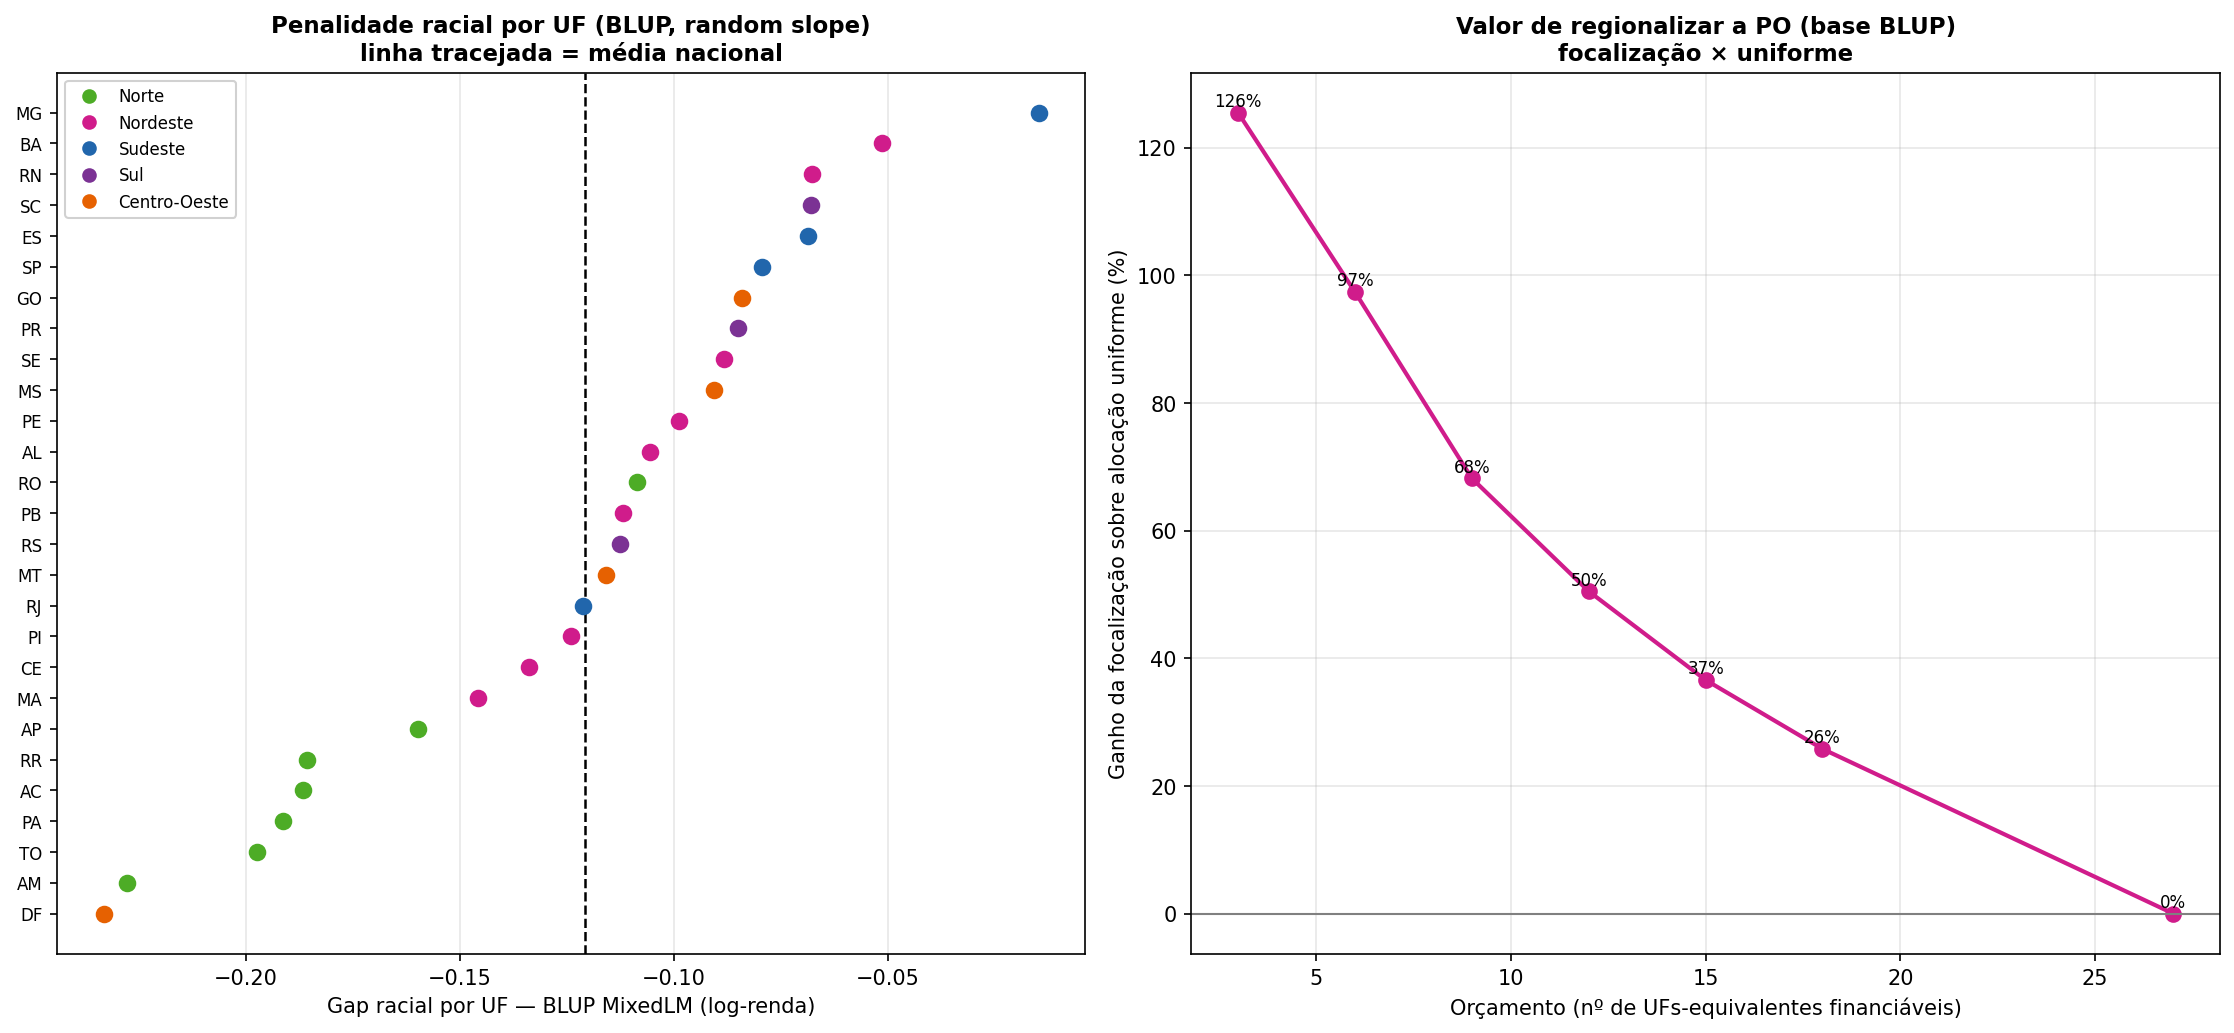 Penalidade racial por UF (BLUP, random slope)
linha tracejada = média nacional
Norte
Nordeste
Sudeste
Sul
Centro-Oeste
MG
BA
RN
SC
ES
SP
GO
PR
SE
MS
PE
AL
RO
PB
RS
MT
RJ
PI
CE
MA
AP
RR
AC
PA
TO
AM
DF
−0.20
−0.15
−0.10
−0.05
Gap racial por UF — BLUP MixedLM (log-renda)
Valor de regionalizar a PO (base BLUP)
focalização × uniforme
Ganho da focalização sobre alocação uniforme (%)
120
100
80
60
40
20
0
126%
97%
68%
50%
37%
26%
0%
5
10
15
20
25
Orçamento (nº de UFs-equivalentes financiáveis)